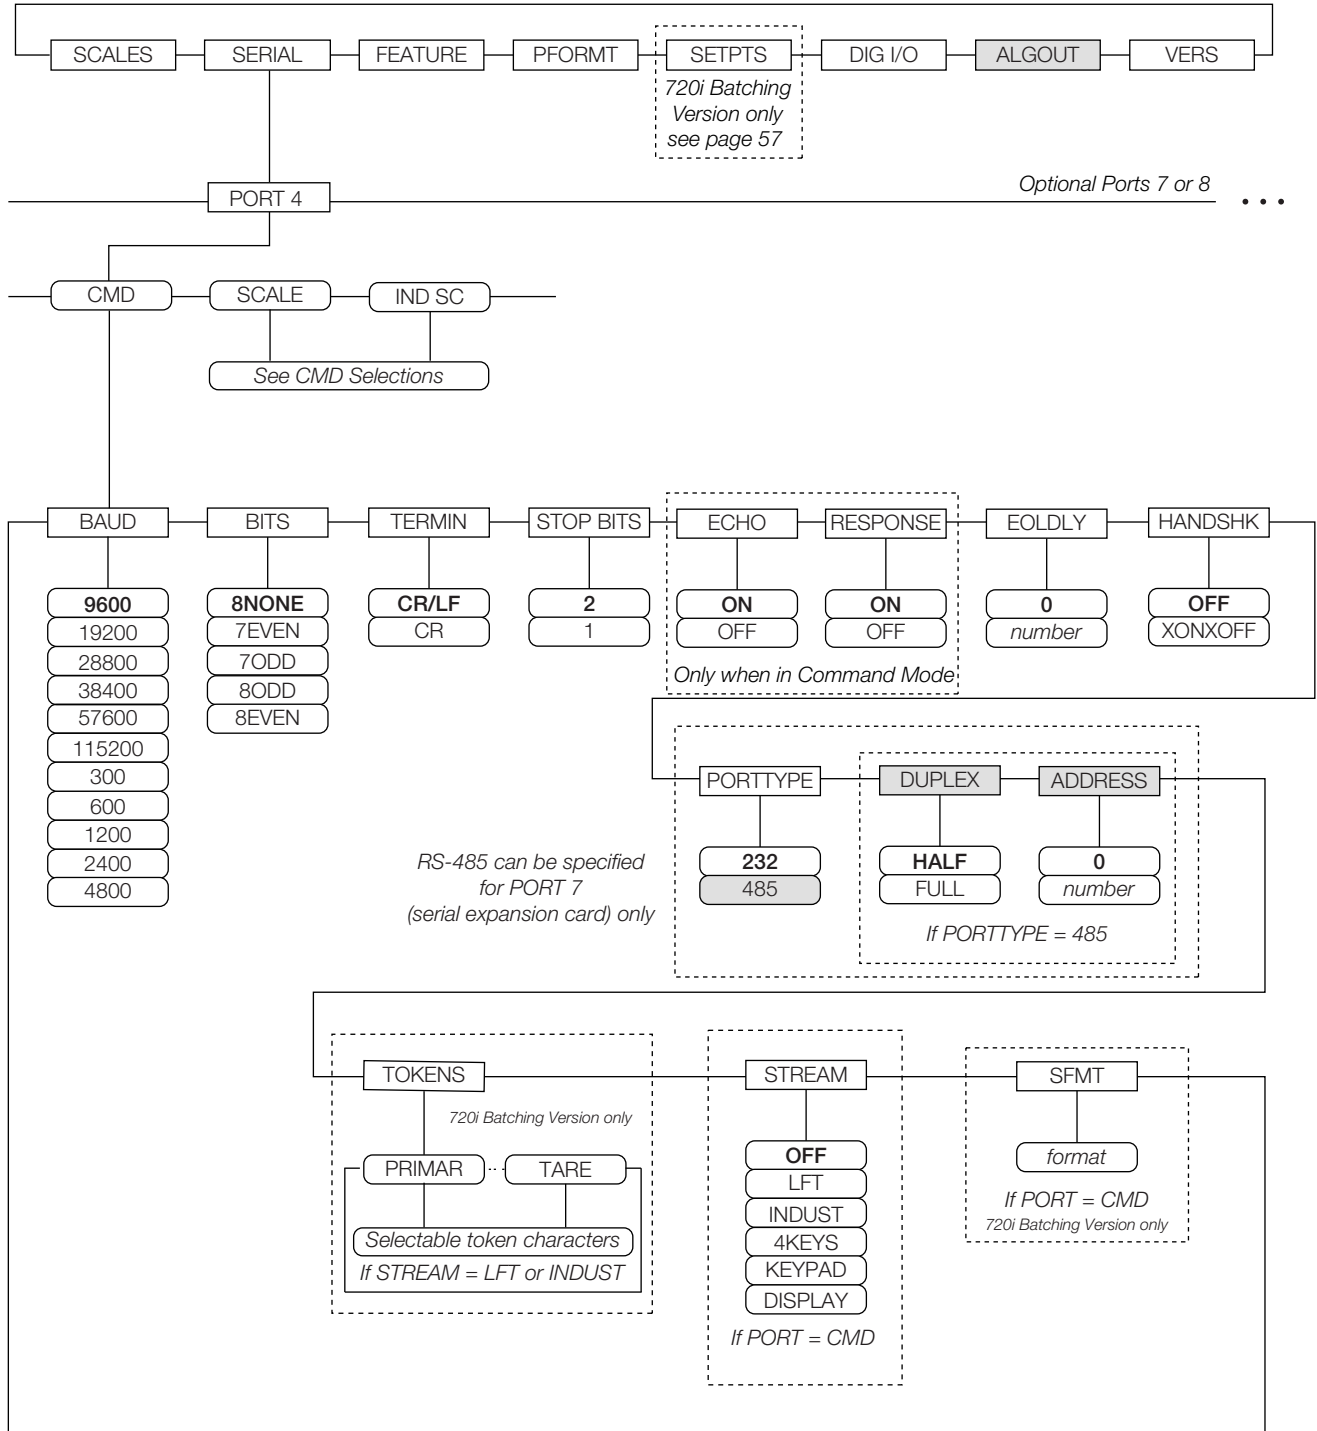 SCALES
SERIAL
FEATURE
PFORMT
SETPTS
DIG I/O
ALGOUT
VERS
720i Batching
Version only
see page 57
PORT 4
Optional Ports 7 or 8
• • •
CMD
SCALE
IND SC
See CMD Selections
BAUD
BITS
TERMIN
STOP BITS
ECHO
RESPONSE
EOLDLY
HANDSHK
9600
19200
28800
38400
57600
115200
300
600
1200
2400
4800
8NONE
7EVEN
7ODD
8ODD
8EVEN
CR/LF
CR
2
1
ON
OFF
ON
OFF
Only when in Command Mode
0
number
OFF
XONXOFF
PORTTYPE
DUPLEX
ADDRESS
RS-485 can be specified
for PORT 7
(serial expansion card) only
232
485
HALF
FULL
0
number
If PORTTYPE = 485
TOKENS
STREAM
SFMT
720i Batching Version only
PRIMAR
..
TARE
Selectable token characters
If STREAM = LFT or INDUST
OFF
LFT
INDUST
4KEYS
KEYPAD
DISPLAY
If PORT = CMD
format
If PORT = CMD
720i Batching Version only